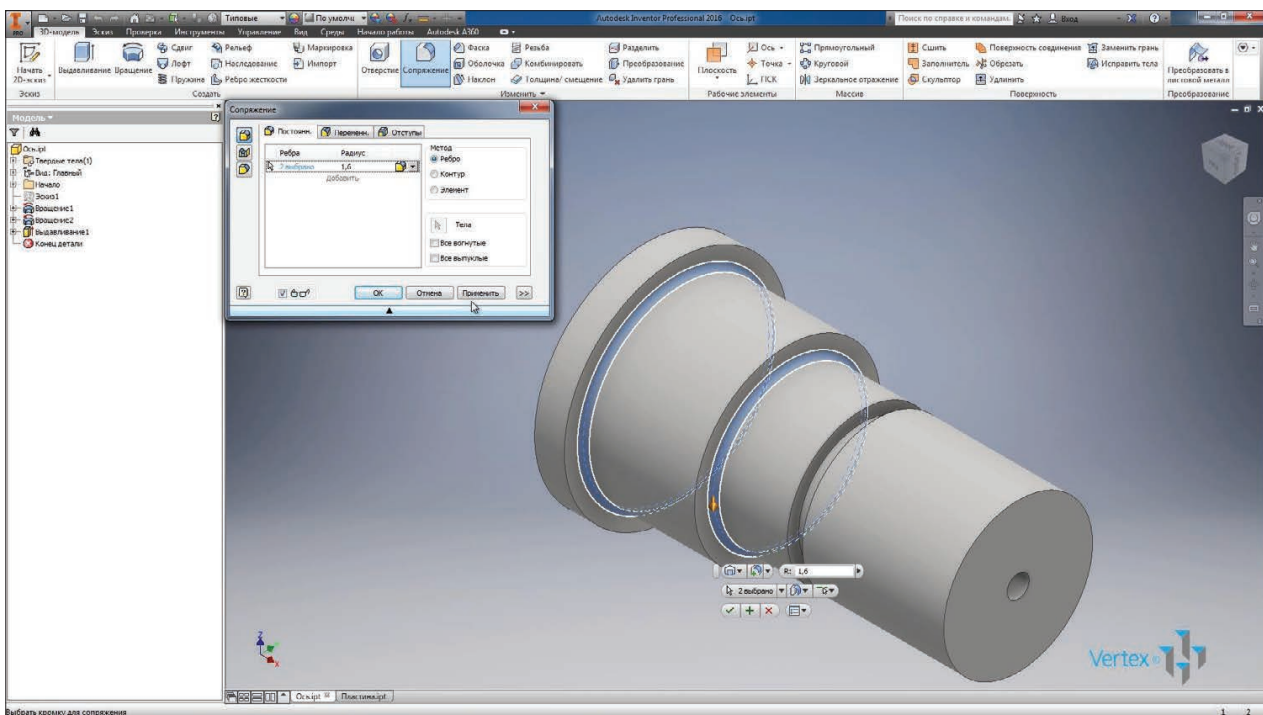 PRO
Типовые
По умолч
Autodesk Inventor Professional 2016 Ось.ipt
Поиск по справке и командам.
Вход
3D-модель Эскиз Проверка Инструменты Управление Вид Среды Начало работы Autodesk A360
Начать 2D-эскиз
Выдавливание Вращение
Сдвиг Рельеф Маркировка
Лофт Наследование Импорт
Пружина Ребро жесткости
Отверстие Сопряжение
Фаска Резьба Разделить
Оболочка Комбинировать Преобразование
Наклон Толщина/ смещение Удалить грань
Плоскость
Ось
Точка
ПСК
Прямоугольный
Круговой
Зеркальное отражение
Сшить Поверхность соединения Заменить грань
Заполнитель Обрезать Исправить тела
Скульптор Удлинить
Преобразовать в листовой металл
Эскиз Создать Изменить Рабочие элементы Массив Поверхность Преобразование
Модель
Ось.ipt
Твердые тела(1)
Вид: Главный
Начало
Эскиз1
Вращение1
Вращение2
Выдавливание1
Конец детали
Сопряжение
Постоянн. Переменн. Отступы
Ребра Радиус
2 выбрано 1,6
Добавить
Метод
Ребро
Контур
Элемент
Тела
Все вогнутые
Все выпуклые
OK Отмена Применить >>
R: 1,6
2 выбрано
Z
X
Vertex
Ось.ipt Пластина.ipt
Выбрать кромку для сопряжения
1 2